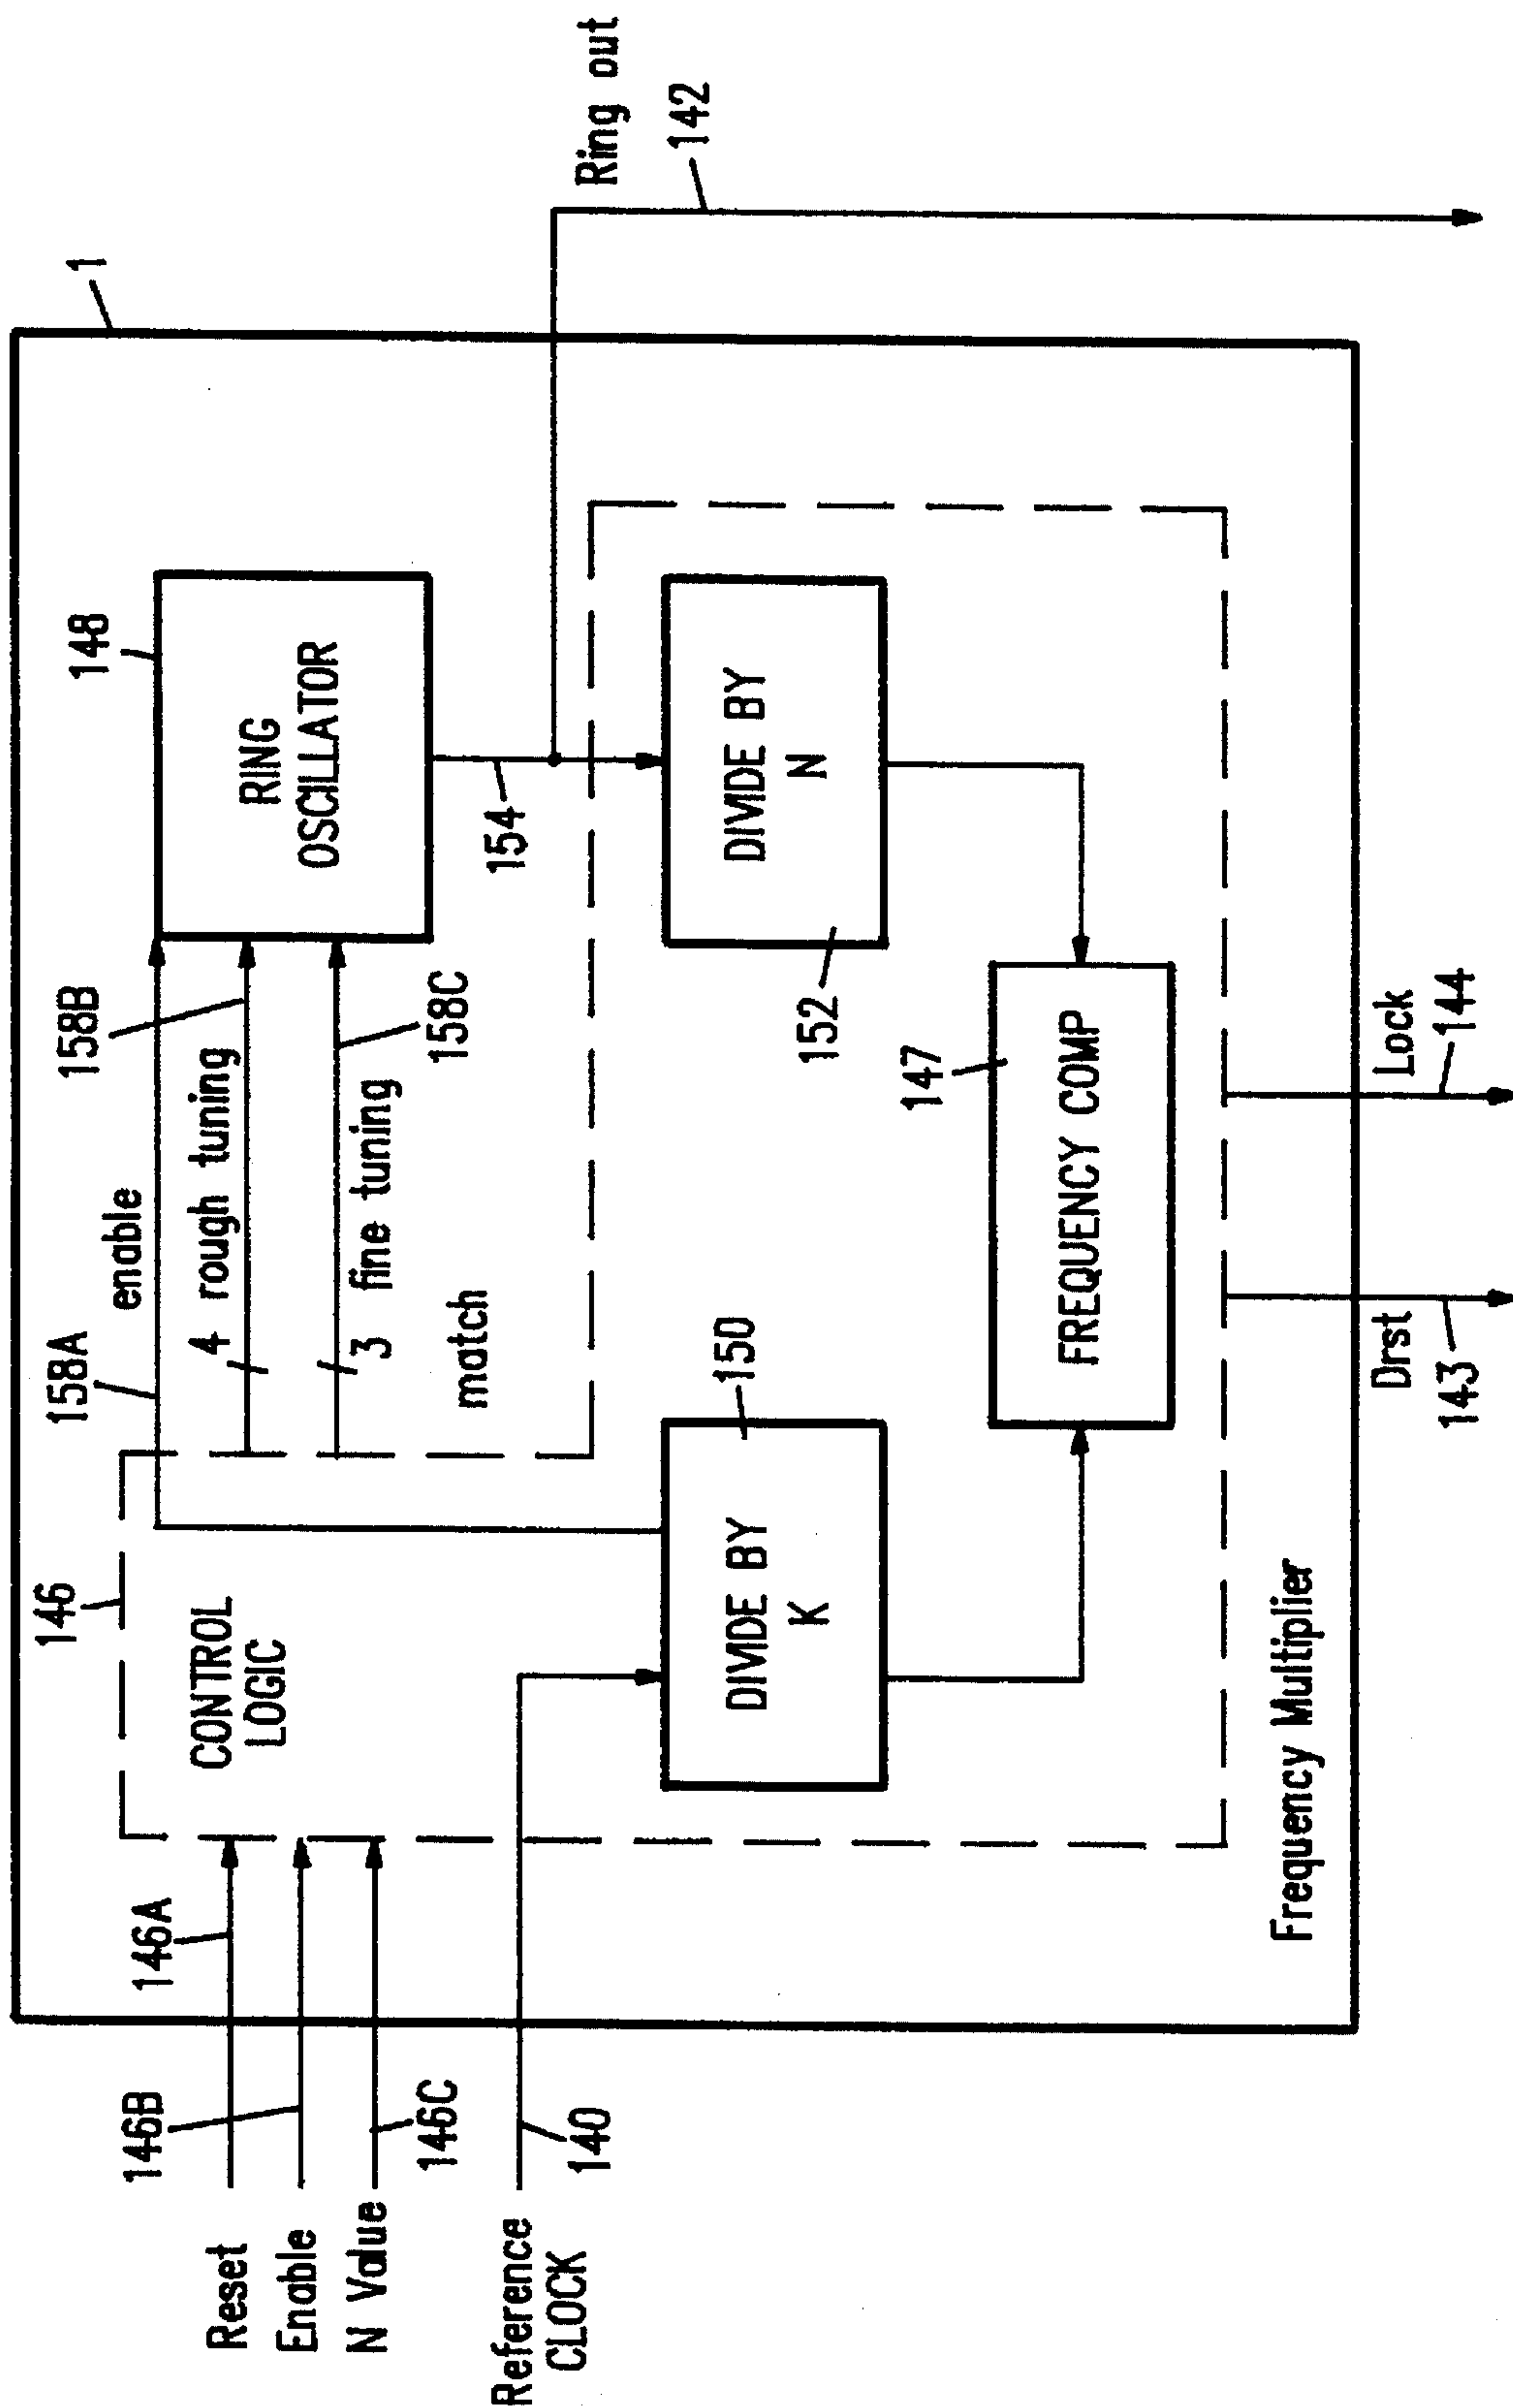 1
146
158A
enable
158B
148
4 rough tuning
3 fine tuning
158C
match
CONTROL
LOGIC
RING
OSCILLATOR
Reset
Enable
N Value
146A
146B
146C
154
Ring out
142
Reference
CLOCK
140
150
DIVIDE BY
K
DIVIDE BY
N
152
147
FREQUENCY COMP
Frequency Multiplier
Drst
143
Lock
144